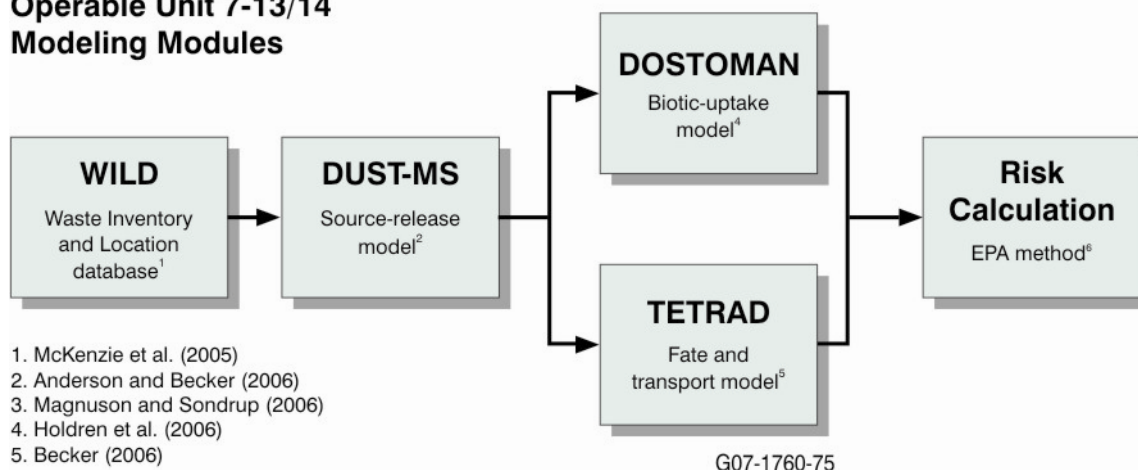 Operable Unit 7-13/14
Modeling Modules
WILD
Waste Inventory
and Location
database¹
DUST-MS
Source-release
model²
DOSTOMAN
Biotic-uptake
model⁴
TETRAD
Fate and
transport model⁵
Risk
Calculation
EPA method⁶
1. McKenzie et al. (2005)
2. Anderson and Becker (2006)
3. Magnuson and Sondrup (2006)
4. Holdren et al. (2006)
5. Becker (2006)
G07-1760-75